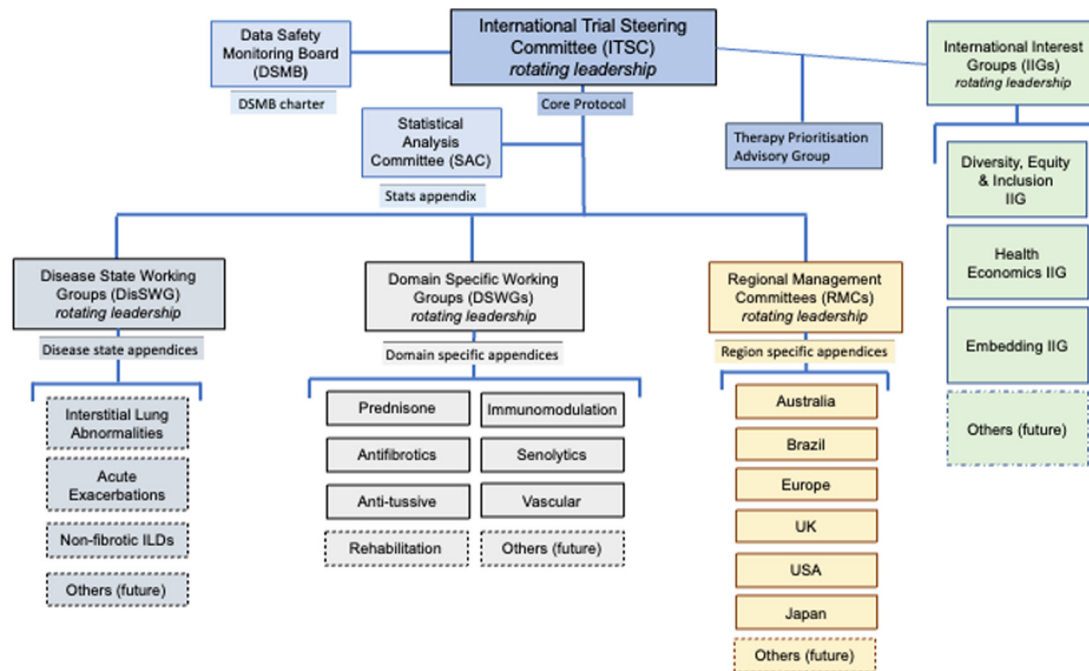 Data Safety
Monitoring Board
(DSMB)
DSMB charter
International Trial Steering
Committee (ITSC)
rotating leadership
Core Protocol
International Interest
Groups (IIGs)
rotating leadership
Statistical
Analysis
Committee (SAC)
Stats appendix
Therapy Prioritisation
Advisory Group
Diversity, Equity
& Inclusion
IIG
Health
Economics IIG
Embedding IIG
Others (future)
Disease State Working
Groups (DisSWG)
rotating leadership
Disease state appendices
Interstitial Lung
Abnormalities
Acute
Exacerbations
Non-fibrotic ILDs
Others (future)
Domain Specific Working
Groups (DSWGs)
rotating leadership
Domain specific appendices
Prednisone
Immunomodulation
Antifibrotics
Senolytics
Anti-tussive
Vascular
Rehabilitation
Others (future)
Regional Management
Committees (RMCs)
rotating leadership
Region specific appendices
Australia
Brazil
Europe
UK
USA
Japan
Others (future)